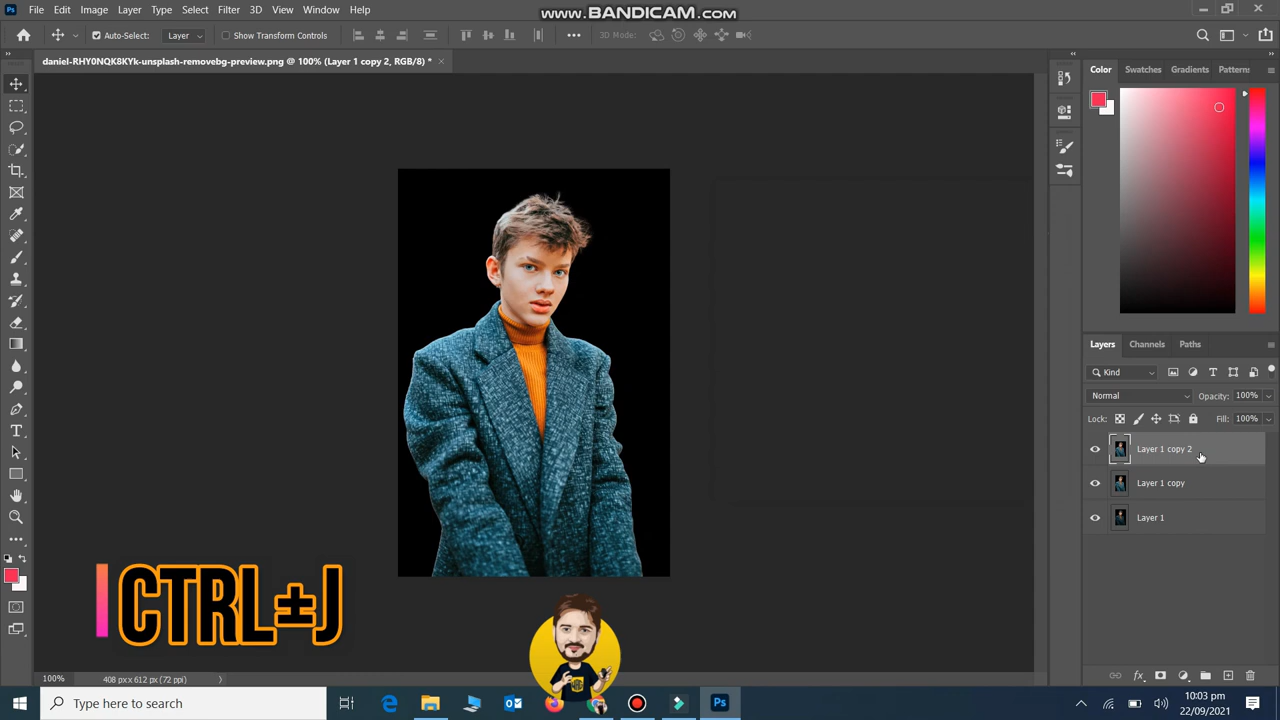 www.BANDICAM.com
Ps File Edit Image Layer Type Select Filter 3D View Window Help
Auto-Select: Layer Show Transform Controls 3D Mode:
daniel-RHY0NQK8KYk-unsplash-removebg-preview.png @ 100% (Layer 1 copy 2, RGB/8) *
Color Swatches Gradients Patterns
Layers Channels Paths
Kind
Normal Opacity: 100%
Lock: Fill: 100%
Layer 1 copy 2
Layer 1 copy
Layer 1
CTRL±J
100% 408 px x 612 px (72 ppi)
Type here to search
Ps
10:03 pm
22/09/2021